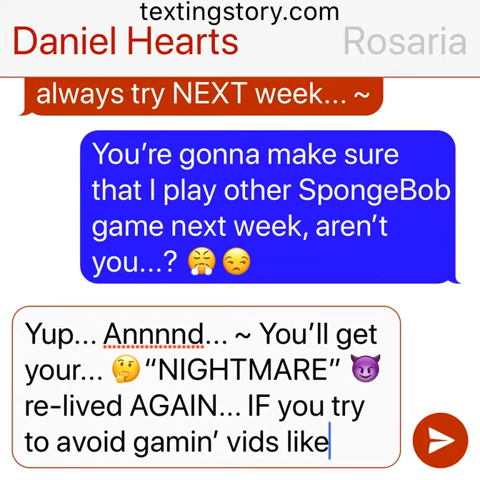 textingstory.com
Daniel Hearts Rosaria
always try NEXT week... ~
You’re gonna make sure
that I play other SpongeBob
game next week, aren’t
you...? 😤😒
Yup... Annnnd... ~ You’ll get
your... 🤔“NIGHTMARE” 😈
re-lived AGAIN... IF you try
to avoid gamin’ vids like